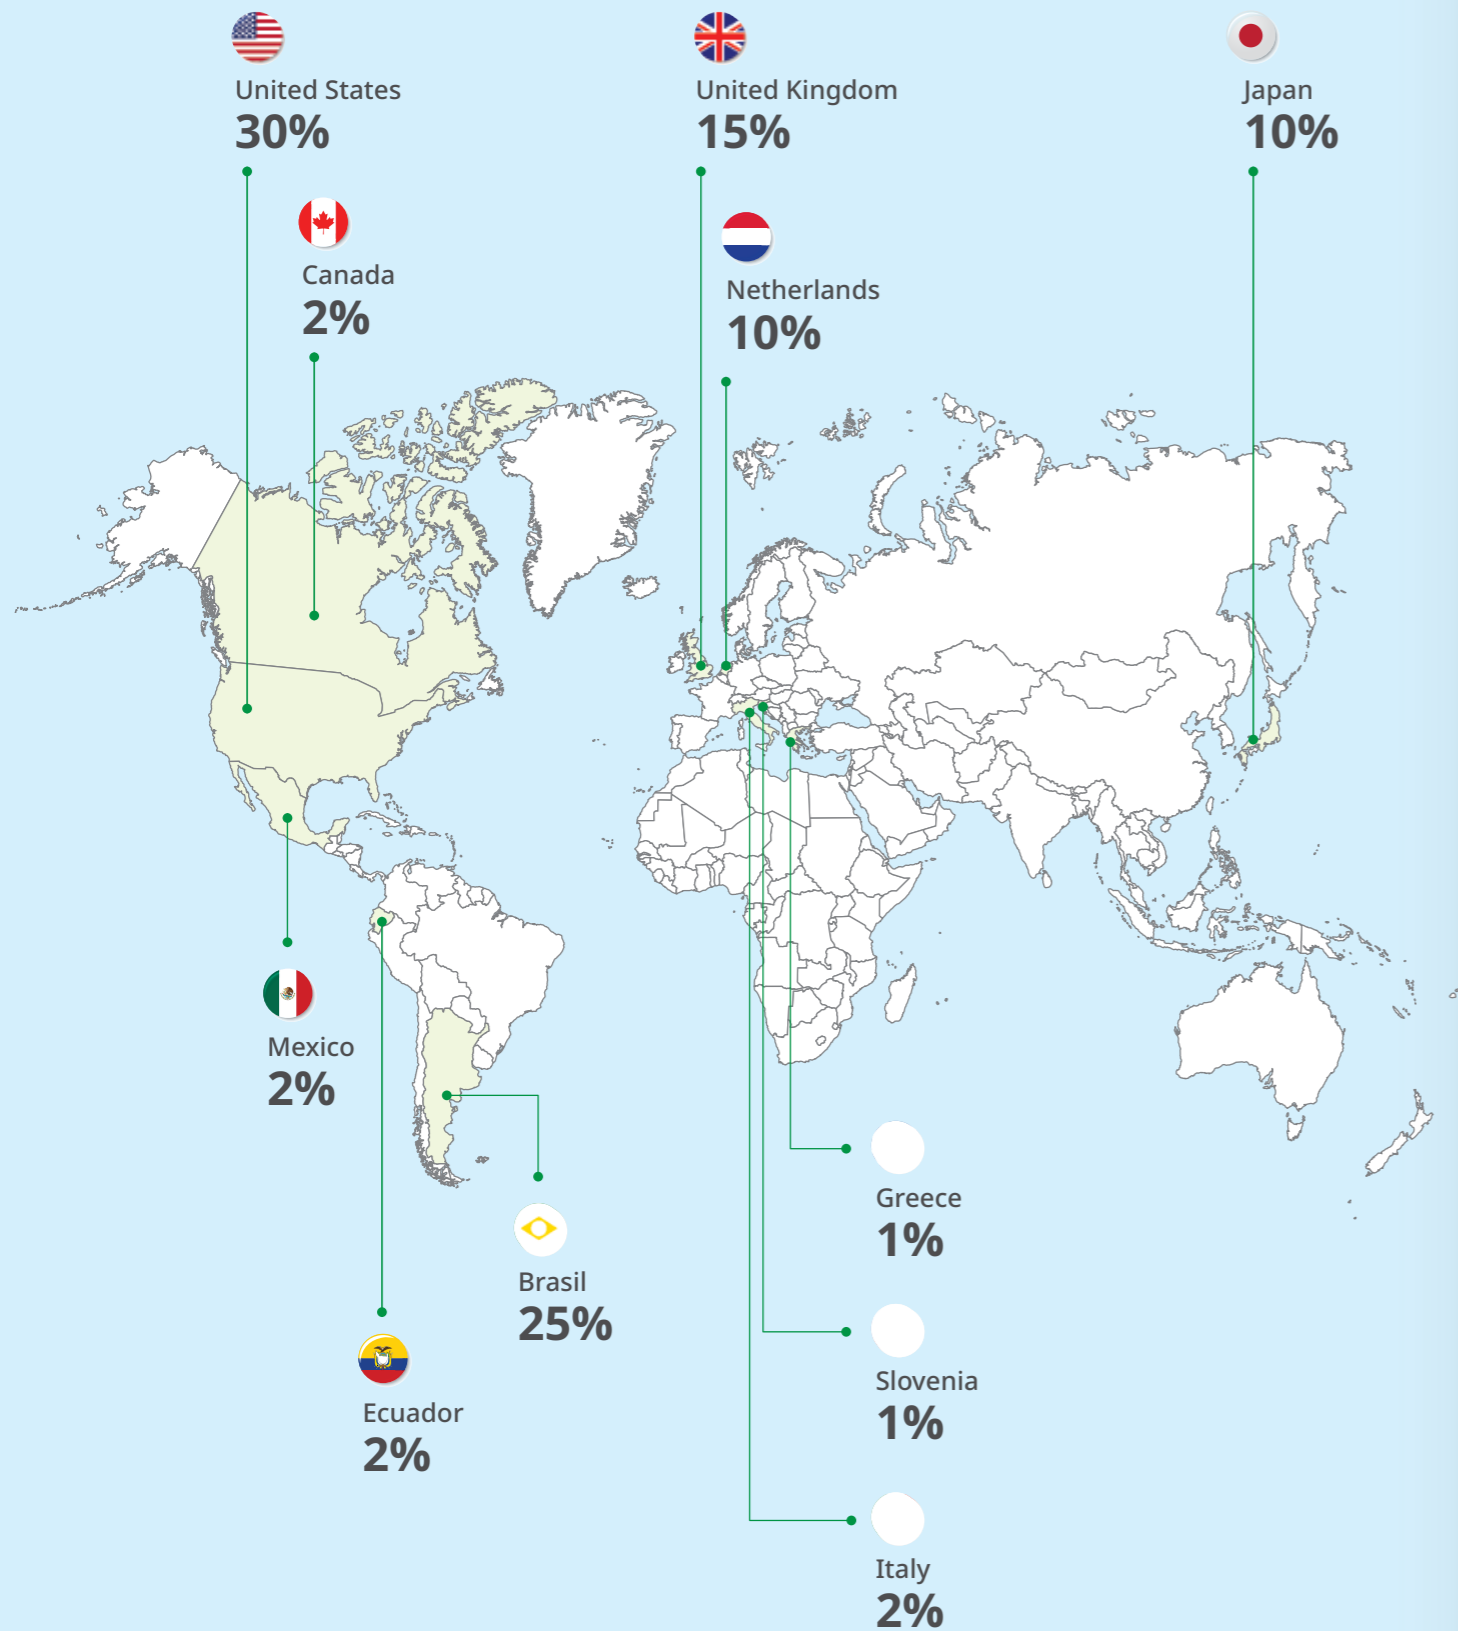 United States
30%
United Kingdom
15%
Japan
10%
Canada
2%
Netherlands
10%
Mexico
2%
Greece
1%
Brasil
25%
Slovenia
1%
Ecuador
2%
Italy
2%